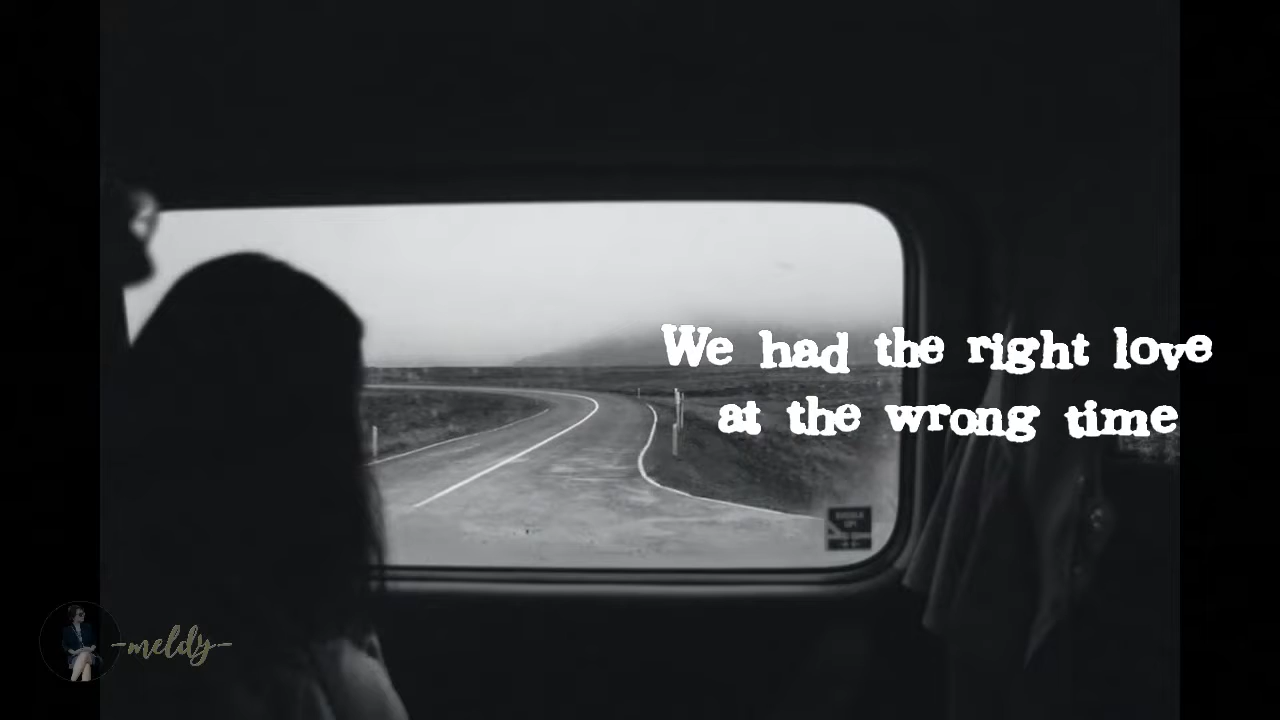 We had the right love
at the wrong time
-meldy-